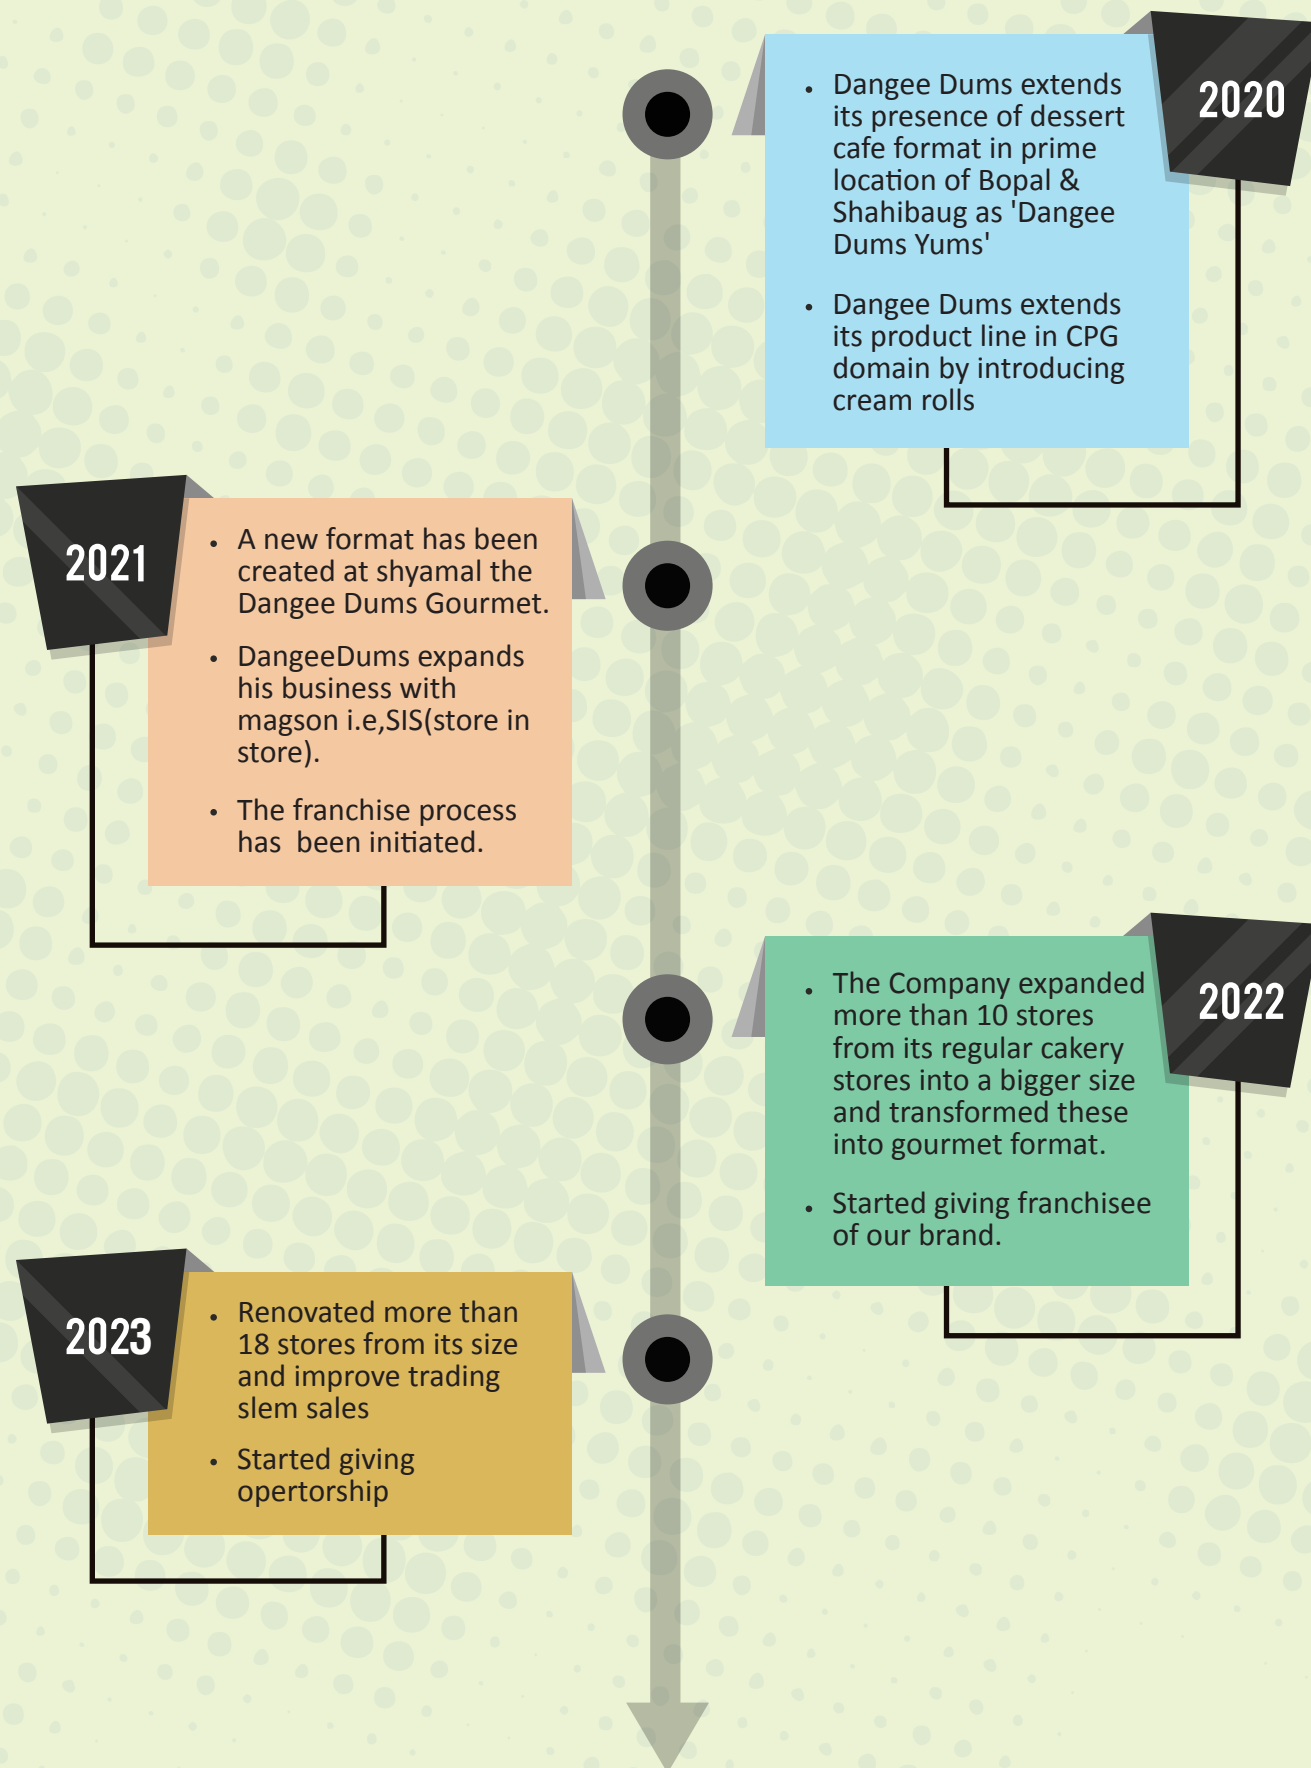 2020
• Dangee Dums extends
its presence of dessert
cafe format in prime
location of Bopal &
Shahibaug as 'Dangee
Dums Yums'
• Dangee Dums extends
its product line in CPG
domain by introducing
cream rolls
2021
• A new format has been
created at shyamal the
Dangee Dums Gourmet.
• DangeeDums expands
his business with
magson i.e,SIS(store in
store).
• The franchise process
has  been initiated.
2022
• The Company expanded
more than 10 stores
from its regular cakery
stores into a bigger size
and transformed these
into gourmet format.
• Started giving franchisee
of our brand.
2023
• Renovated more than
18 stores from its size
and improve trading
slem sales
• Started giving
opertorship